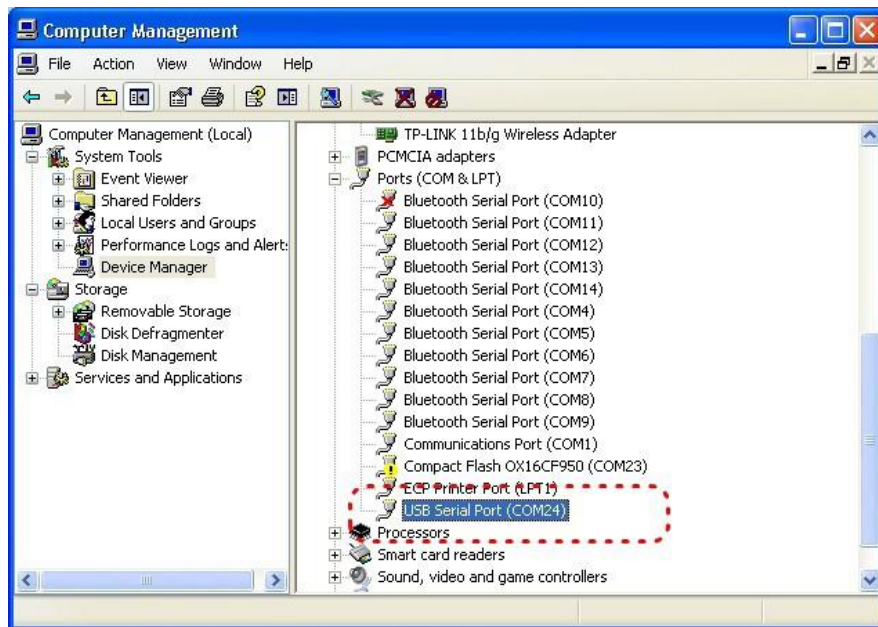 Computer Management
File Action View Window Help
Computer Management (Local)
System Tools
Event Viewer
Shared Folders
Local Users and Groups
Performance Logs and Alert:
Device Manager
Storage
Removable Storage
Disk Defragmenter
Disk Management
Services and Applications
TP-LINK 11b/g Wireless Adapter
PCMCIA adapters
Ports (COM & LPT)
Bluetooth Serial Port (COM10)
Bluetooth Serial Port (COM11)
Bluetooth Serial Port (COM12)
Bluetooth Serial Port (COM13)
Bluetooth Serial Port (COM14)
Bluetooth Serial Port (COM4)
Bluetooth Serial Port (COM5)
Bluetooth Serial Port (COM6)
Bluetooth Serial Port (COM7)
Bluetooth Serial Port (COM8)
Bluetooth Serial Port (COM9)
Communications Port (COM1)
Compact Flash OX16CF950 (COM23)
ECP Printer Port (LPT1)
USB Serial Port (COM24)
Processors
Smart card readers
Sound, video and game controllers